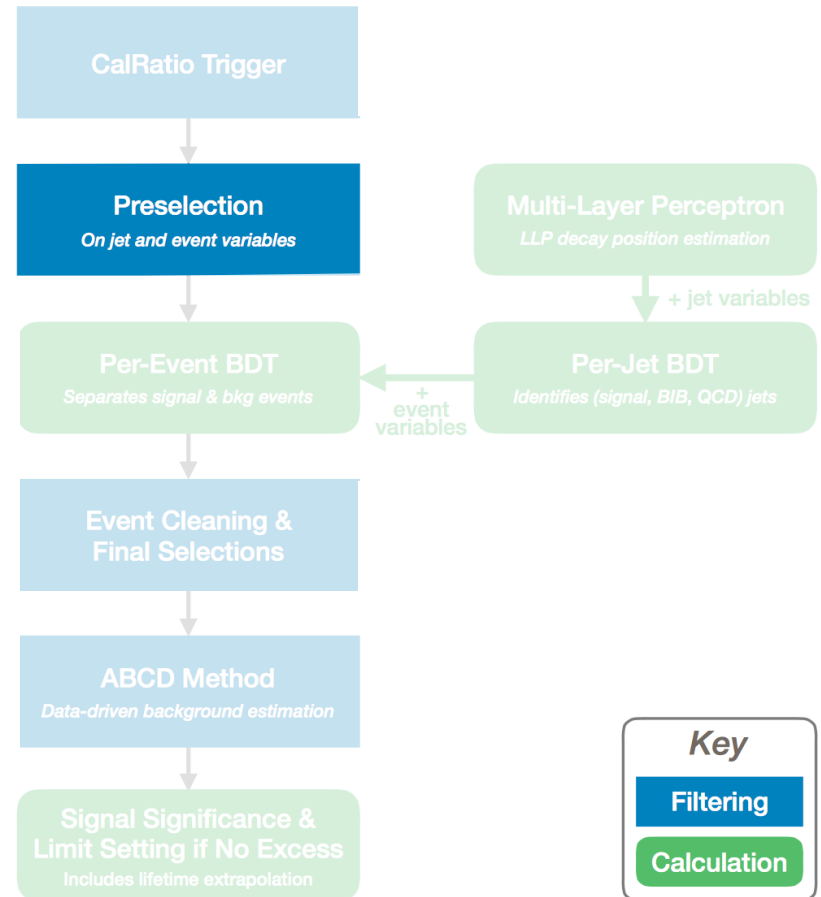 CalRatio Trigger
Preselection
On jet and event variables
Multi-Layer Perceptron
LLP decay position estimation
+ jet variables
Per-Event BDT
Separates signal & bkg events
+
event
variables
Per-Jet BDT
Identifies (signal, BIB, QCD) jets
Event Cleaning &
Final Selections
ABCD Method
Data-driven background estimation
Signal Significance &
Limit Setting if No Excess
Includes lifetime extrapolation
Key
Filtering
Calculation